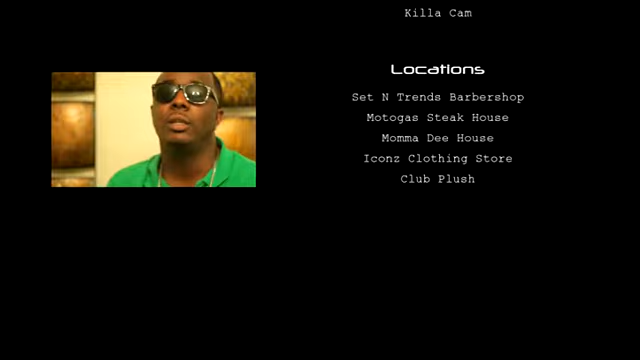 Killa Cam
Locations
Set N Trends Barbershop
Motogas Steak House
Momma Dee House
Iconz Clothing Store
Club Plush